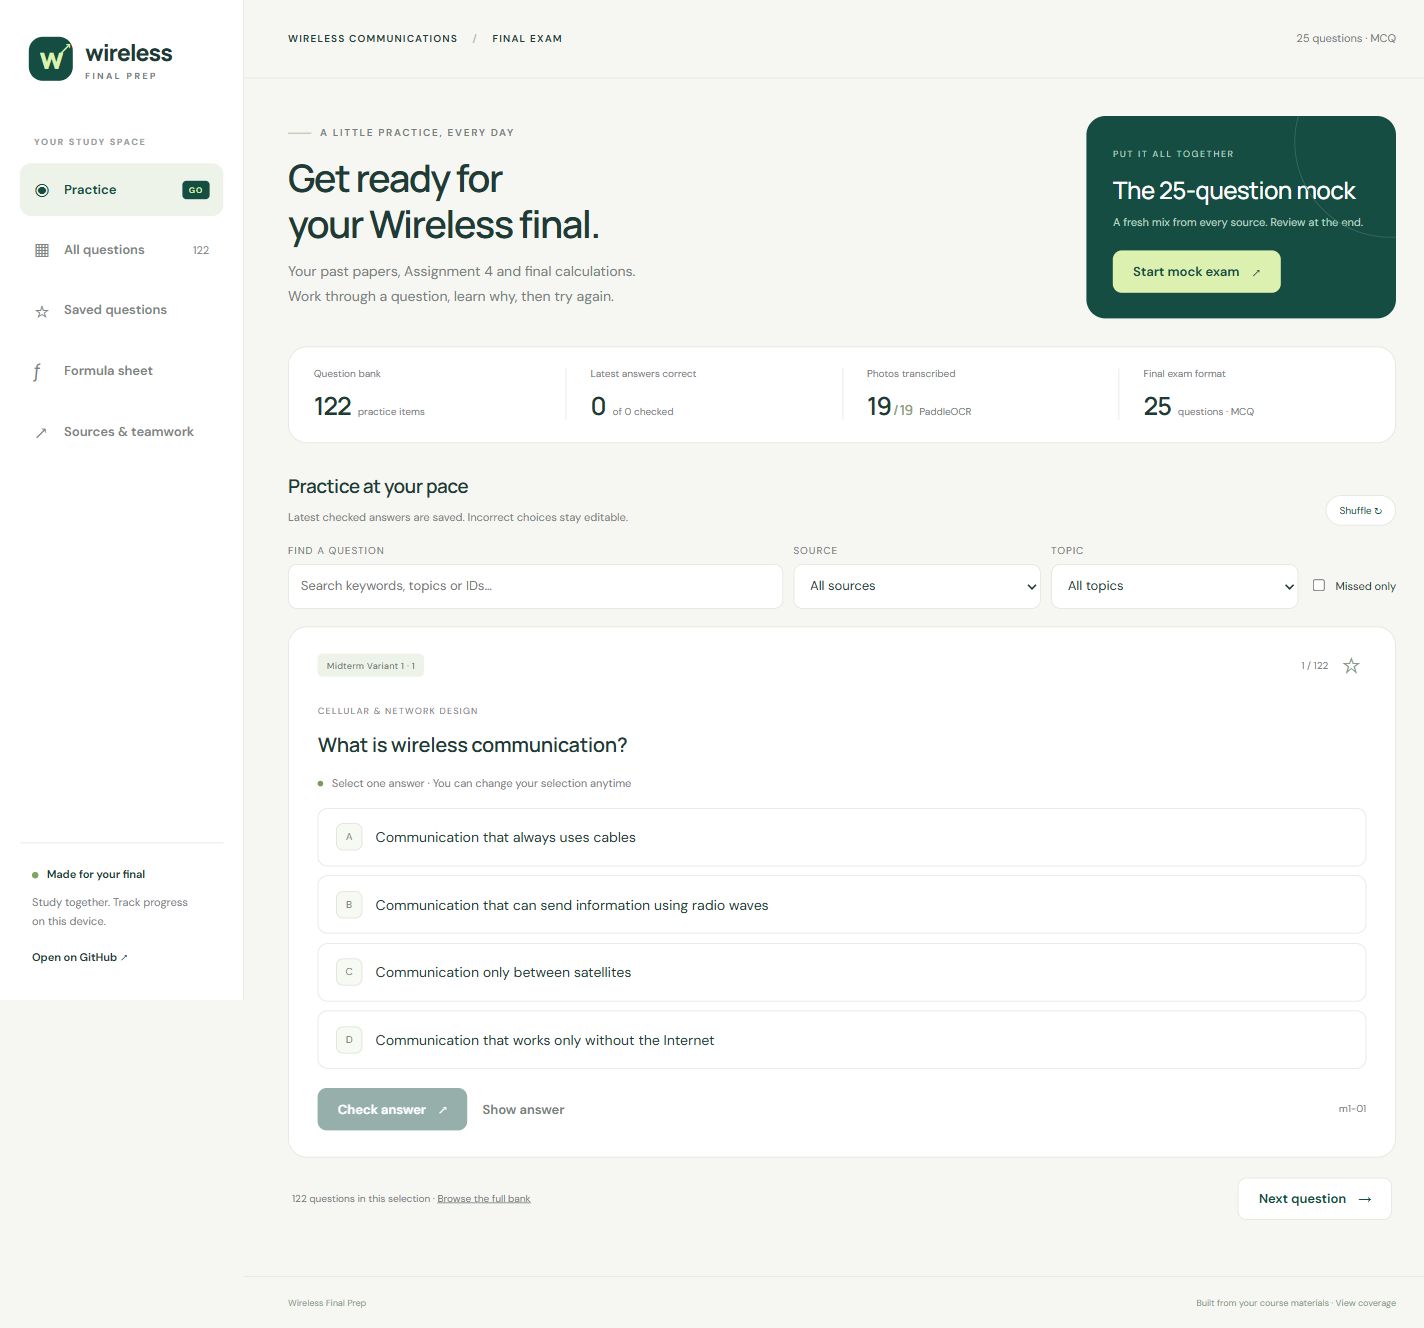 w
wireless
FINAL PREP
YOUR STUDY SPACE
Practice GO
All questions 122
Saved questions
Formula sheet
Sources & teamwork
Made for your final
Study together. Track progress
on this device.
Open on GitHub ↗
WIRELESS COMMUNICATIONS / FINAL EXAM
25 questions · MCQ
A LITTLE PRACTICE, EVERY DAY
Get ready for
your Wireless final.
Your past papers, Assignment 4 and final calculations.
Work through a question, learn why, then try again.
PUT IT ALL TOGETHER
The 25-question mock
A fresh mix from every source. Review at the end.
Start mock exam ↗
Question bank
122 practice items
Latest answers correct
0 of 0 checked
Photos transcribed
19/19 PaddleOCR
Final exam format
25 questions · MCQ
Practice at your pace
Latest checked answers are saved. Incorrect choices stay editable.
Shuffle ↻
FIND A QUESTION
Search keywords, topics or IDs...
SOURCE
All sources
TOPIC
All topics
Missed only
Midterm Variant 1 · 1
1 / 122
CELLULAR & NETWORK DESIGN
What is wireless communication?
Select one answer · You can change your selection anytime
A Communication that always uses cables
B Communication that can send information using radio waves
C Communication only between satellites
D Communication that works only without the Internet
Check answer ↗
Show answer
m1-01
122 questions in this selection · Browse the full bank
Next question →
Wireless Final Prep
Built from your course materials · View coverage